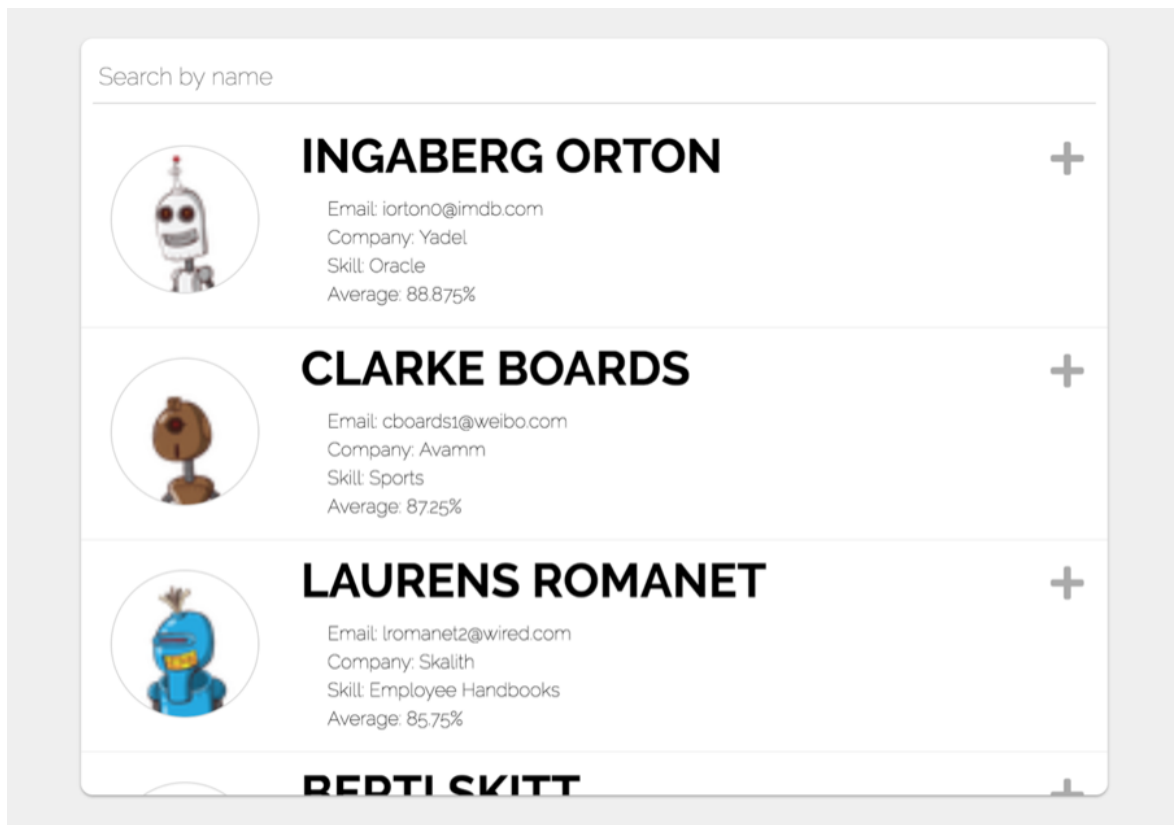 Search by name
INGABERG ORTON
Email: iorton0@imdb.com
Company: Yadel
Skill: Oracle
Average: 88.875%
CLARKE BOARDS
Email: cboards1@weibo.com
Company: Avamm
Skill: Sports
Average: 87.25%
LAURENS ROMANET
Email: lromanet2@wired.com
Company: Skalith
Skill: Employee Handbooks
Average: 85.75%
BERTI SKITT